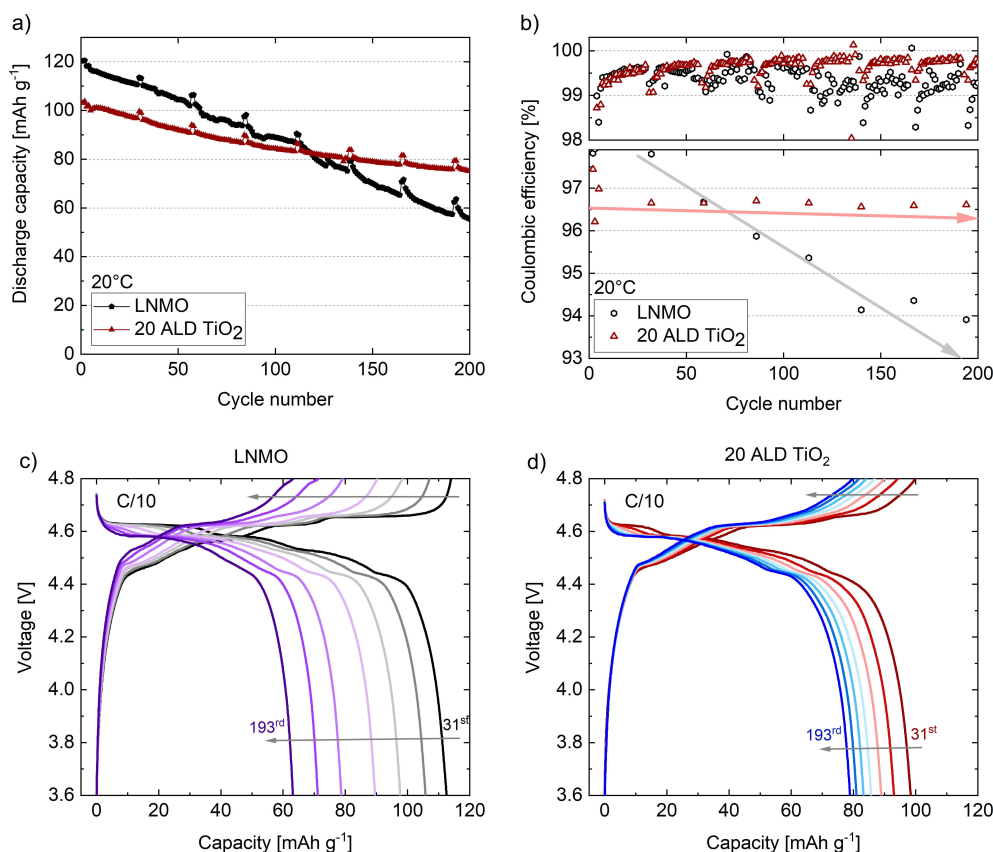 a)
Discharge capacity [mAh g⁻¹]
120
100
80
60
40
20
0
20°C
LNMO
20 ALD TiO₂
0 50 100 150 200
Cycle number
b)
Coulombic efficiency [%]
100
99
98
97
96
95
94
93
20°C
LNMO
20 ALD TiO₂
0 50 100 150 200
Cycle number
c)
LNMO
Voltage [V]
4.8
4.6
4.4
4.2
4.0
3.8
3.6
C/10
193ʳᵈ
31ˢᵗ
0 20 40 60 80 100 120
Capacity [mAh g⁻¹]
d)
20 ALD TiO₂
Voltage [V]
4.8
4.6
4.4
4.2
4.0
3.8
3.6
C/10
193ʳᵈ
31ˢᵗ
0 20 40 60 80 100 120
Capacity [mAh g⁻¹]